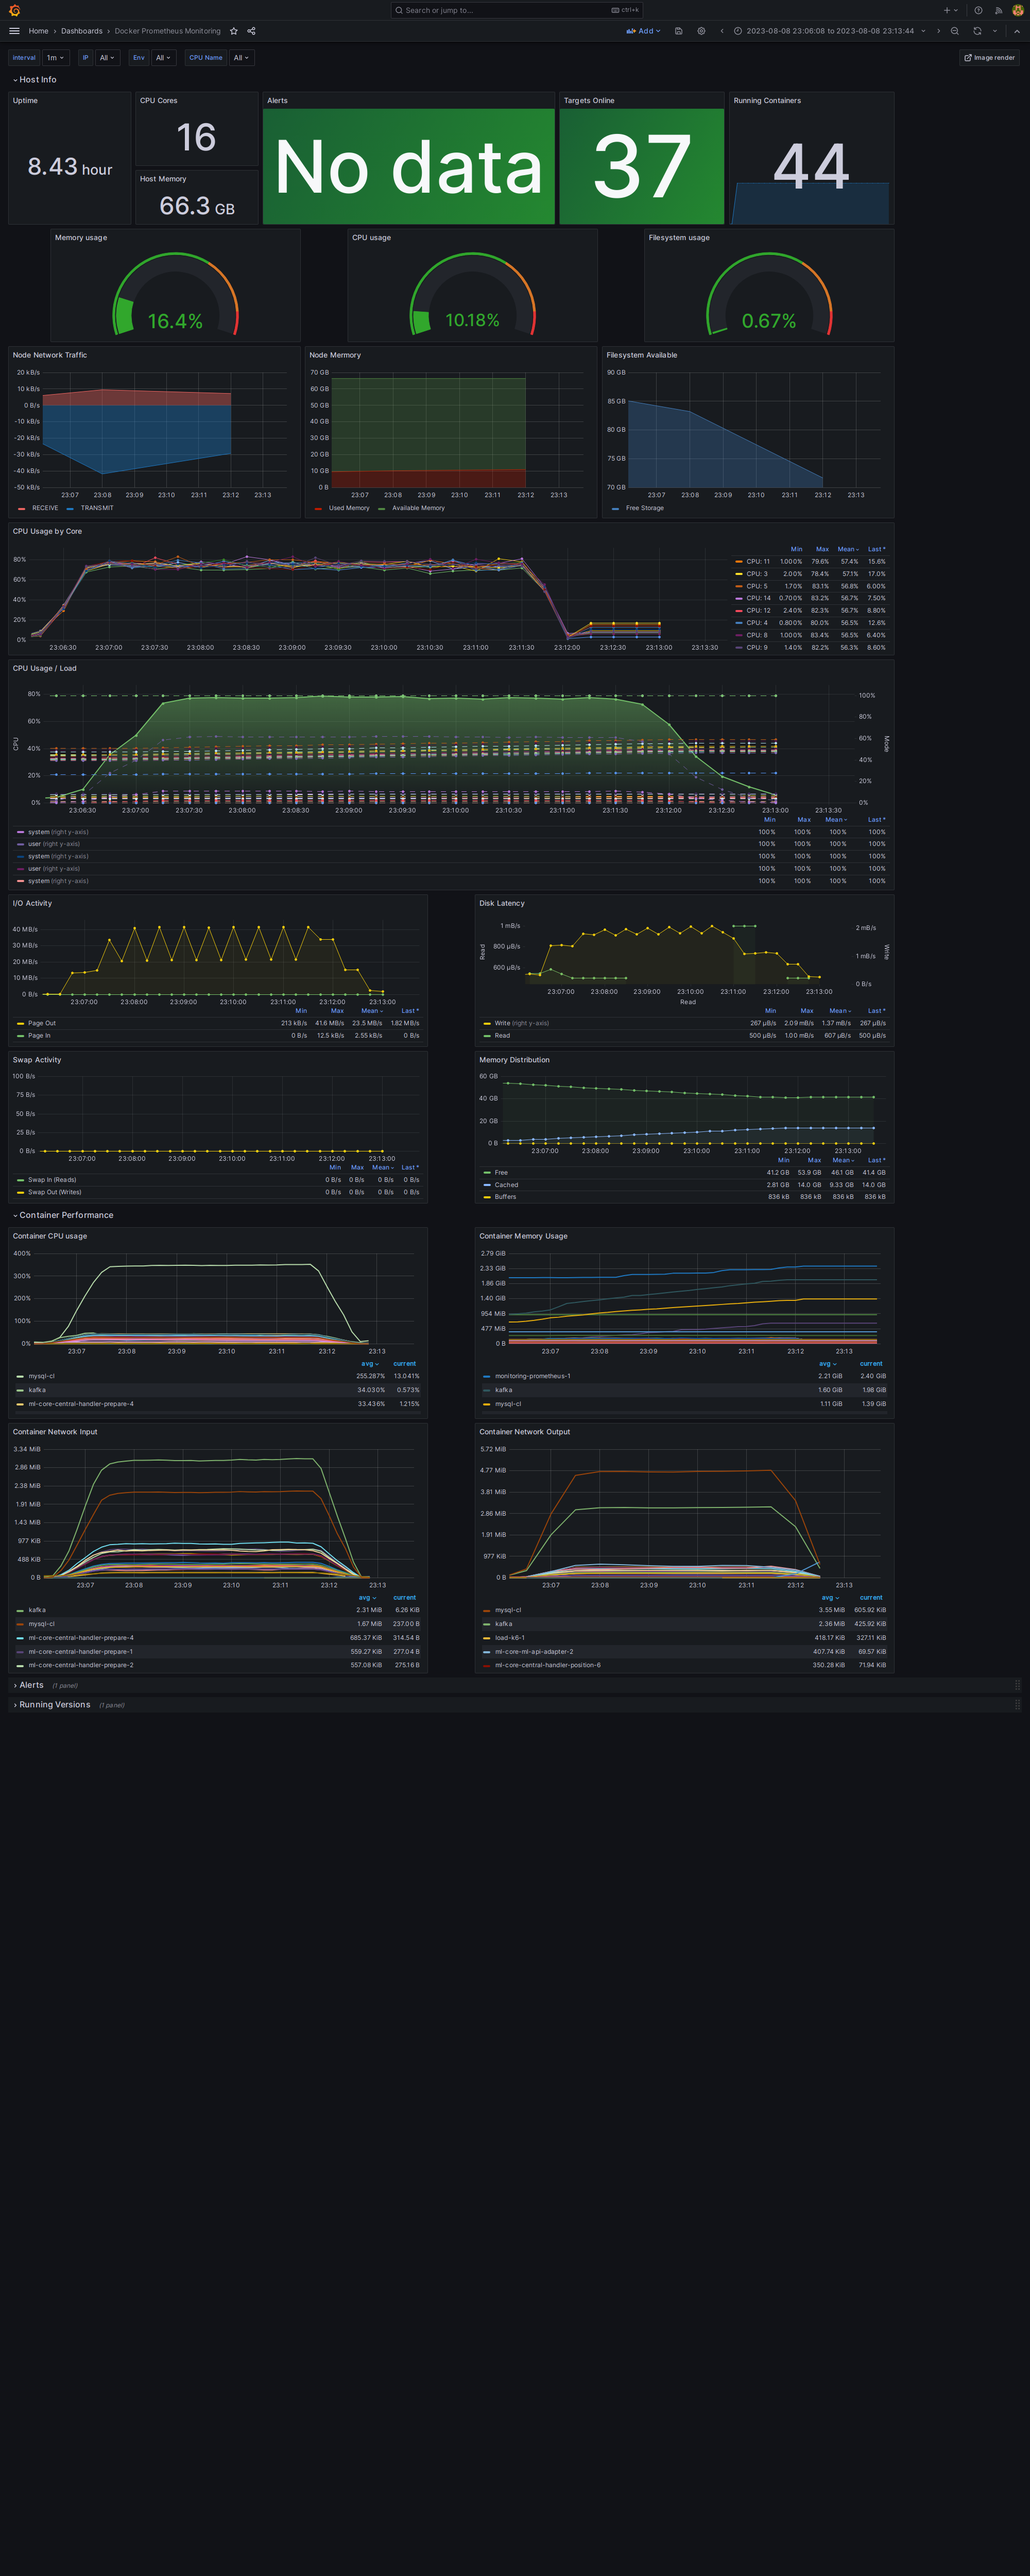 Search or jump to...
ctrl+k
Home › Dashboards › Docker Prometheus Monitoring
Add
2023-08-08 23:06:08 to 2023-08-08 23:13:44
Interval 1m IP All Env All CPU Name All
Image render
Host Info
Uptime
8.43 hour
CPU Cores
16
Host Memory
66.3 GB
Alerts
No data
Targets Online
37
Running Containers
44
Memory usage
16.4%
CPU usage
10.18%
Filesystem usage
0.67%
Node Network Traffic
20 kB/s
10 kB/s
0 B/s
-10 kB/s
-20 kB/s
-30 kB/s
-40 kB/s
-50 kB/s
23:07 23:08 23:09 23:10 23:11 23:12 23:13
RECEIVE TRANSMIT
Node Mermory
70 GB
60 GB
50 GB
40 GB
30 GB
20 GB
10 GB
0 B
23:07 23:08 23:09 23:10 23:11 23:12 23:13
Used Memory Available Memory
Filesystem Available
90 GB
85 GB
80 GB
75 GB
70 GB
23:07 23:08 23:09 23:10 23:11 23:12 23:13
Free Storage
CPU Usage by Core
80%
60%
40%
20%
0%
23:06:30 23:07:00 23:07:30 23:08:00 23:08:30 23:09:00 23:09:30 23:10:00 23:10:30 23:11:00 23:11:30 23:12:00 23:12:30 23:13:00 23:13:30
Min Max Mean Last *
CPU: 11 1.000% 79.6% 57.4% 15.6%
CPU: 3 2.00% 78.4% 57.1% 17.0%
CPU: 5 1.70% 83.1% 56.8% 6.00%
CPU: 14 0.700% 83.2% 56.7% 7.50%
CPU: 12 2.40% 82.3% 56.7% 8.80%
CPU: 4 0.800% 80.0% 56.5% 12.6%
CPU: 8 1.000% 83.4% 56.5% 6.40%
CPU: 9 1.40% 82.2% 56.3% 8.60%
CPU Usage / Load
CPU
80%
60%
40%
20%
0%
100%
80%
60%
40%
20%
0%
Mode
23:06:30 23:07:00 23:07:30 23:08:00 23:08:30 23:09:00 23:09:30 23:10:00 23:10:30 23:11:00 23:11:30 23:12:00 23:12:30 23:13:00 23:13:30
Min Max Mean Last *
system (right y-axis) 100% 100% 100% 100%
user (right y-axis) 100% 100% 100% 100%
system (right y-axis) 100% 100% 100% 100%
user (right y-axis) 100% 100% 100% 100%
system (right y-axis) 100% 100% 100% 100%
I/O Activity
40 MB/s
30 MB/s
20 MB/s
10 MB/s
0 B/s
23:07:00 23:08:00 23:09:00 23:10:00 23:11:00 23:12:00 23:13:00
Min Max Mean Last *
Page Out 213 kB/s 41.6 MB/s 23.5 MB/s 1.82 MB/s
Page In 0 B/s 12.5 kB/s 2.55 kB/s 0 B/s
Disk Latency
Read
1 mB/s
800 µB/s
600 µB/s
2 mB/s
1 mB/s
0 B/s
Write
23:07:00 23:08:00 23:09:00 23:10:00 23:11:00 23:12:00 23:13:00
Read
Min Max Mean Last *
Write (right y-axis) 267 µB/s 2.09 mB/s 1.37 mB/s 267 µB/s
Read 500 µB/s 1.00 mB/s 607 µB/s 500 µB/s
Swap Activity
100 B/s
75 B/s
50 B/s
25 B/s
0 B/s
23:07:00 23:08:00 23:09:00 23:10:00 23:11:00 23:12:00 23:13:00
Min Max Mean Last *
Swap In (Reads) 0 B/s 0 B/s 0 B/s 0 B/s
Swap Out (Writes) 0 B/s 0 B/s 0 B/s 0 B/s
Memory Distribution
60 GB
40 GB
20 GB
0 B
23:07:00 23:08:00 23:09:00 23:10:00 23:11:00 23:12:00 23:13:00
Min Max Mean Last *
Free 41.2 GB 53.9 GB 46.1 GB 41.4 GB
Cached 2.81 GB 14.0 GB 9.33 GB 14.0 GB
Buffers 836 kB 836 kB 836 kB 836 kB
Container Performance
Container CPU usage
400%
300%
200%
100%
0%
23:07 23:08 23:09 23:10 23:11 23:12 23:13
avg current
mysql-cl 255.287% 13.041%
kafka 34.030% 0.573%
ml-core-central-handler-prepare-4 33.436% 1.215%
Container Memory Usage
2.79 GiB
2.33 GiB
1.86 GiB
1.40 GiB
954 MiB
477 MiB
0 B
23:07 23:08 23:09 23:10 23:11 23:12 23:13
avg current
monitoring-prometheus-1 2.21 GiB 2.40 GiB
kafka 1.60 GiB 1.98 GiB
mysql-cl 1.11 GiB 1.39 GiB
Container Network Input
3.34 MiB
2.86 MiB
2.38 MiB
1.91 MiB
1.43 MiB
977 KiB
488 KiB
0 B
23:07 23:08 23:09 23:10 23:11 23:12 23:13
avg current
kafka 2.31 MiB 6.26 KiB
mysql-cl 1.67 MiB 237.00 B
ml-core-central-handler-prepare-4 685.37 KiB 314.54 B
ml-core-central-handler-prepare-1 559.27 KiB 277.04 B
ml-core-central-handler-prepare-2 557.08 KiB 275.16 B
Container Network Output
5.72 MiB
4.77 MiB
3.81 MiB
2.86 MiB
1.91 MiB
977 KiB
0 B
23:07 23:08 23:09 23:10 23:11 23:12 23:13
avg current
mysql-cl 3.55 MiB 605.92 KiB
kafka 2.36 MiB 425.92 KiB
load-k6-1 418.17 KiB 327.11 KiB
ml-core-ml-api-adapter-2 407.74 KiB 69.57 KiB
ml-core-central-handler-position-6 350.28 KiB 71.94 KiB
Alerts (1 panel)
Running Versions (1 panel)